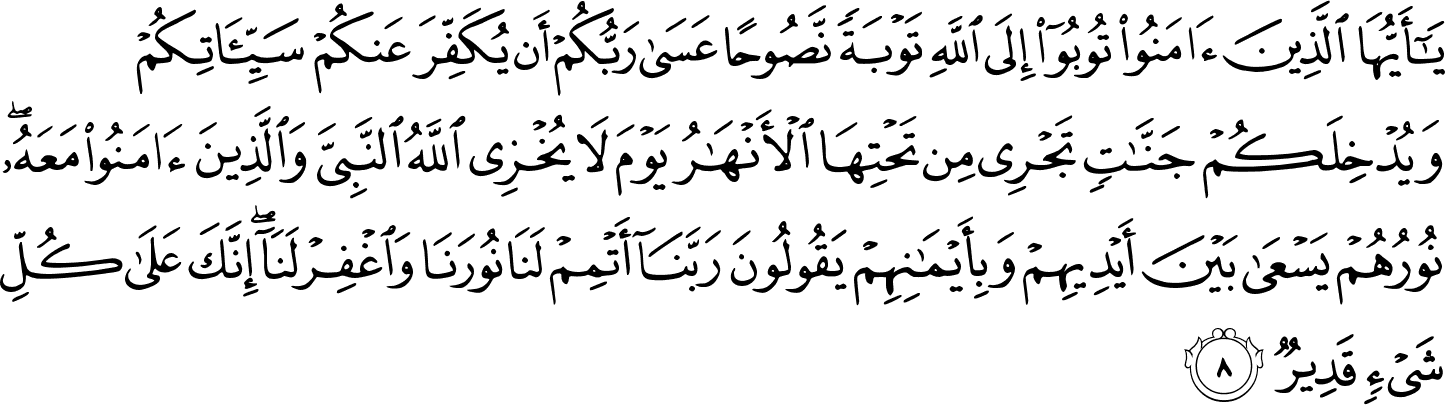 يَـٰٓأَيُّهَا ٱلَّذِينَ ءَامَنُوا۟ تُوبُوٓا۟ إِلَى ٱللَّهِ تَوْبَةً نَّصُوحًا عَسَىٰ رَبُّكُمْ أَن يُكَفِّرَ عَنكُمْ سَيِّـَٔاتِكُمْ
وَيُدْخِلَكُمْ جَنَّـٰتٍ تَجْرِى مِن تَحْتِهَا ٱلْأَنْهَـٰرُ يَوْمَ لَا يُخْزِى ٱللَّهُ ٱلنَّبِىَّ وَٱلَّذِينَ ءَامَنُوا۟ مَعَهُۥ ۖ
نُورُهُمْ يَسْعَىٰ بَيْنَ أَيْدِيهِمْ وَبِأَيْمَـٰنِهِمْ يَقُولُونَ رَبَّنَآ أَتْمِمْ لَنَا نُورَنَا وَٱغْفِرْ لَنَآ ۖ إِنَّكَ عَلَىٰ كُلِّ
شَىْءٍ قَدِيرٌ ٨